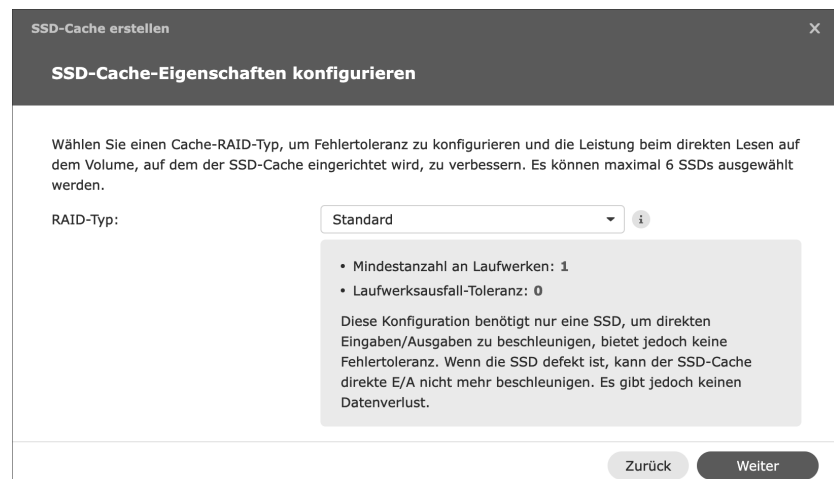 SSD-Cache erstellen
X
SSD-Cache-Eigenschaften konfigurieren
Wählen Sie einen Cache-RAID-Typ, um Fehlertoleranz zu konfigurieren und die Leistung beim direkten Lesen auf
dem Volume, auf dem der SSD-Cache eingerichtet wird, zu verbessern. Es können maximal 6 SSDs ausgewählt
werden.
RAID-Typ:
Standard
i
• Mindestanzahl an Laufwerken: 1
• Laufwerksausfall-Toleranz: 0
Diese Konfiguration benötigt nur eine SSD, um direkten
Eingaben/Ausgaben zu beschleunigen, bietet jedoch keine
Fehlertoleranz. Wenn die SSD defekt ist, kann der SSD-Cache
direkte E/A nicht mehr beschleunigen. Es gibt jedoch keinen
Datenverlust.
Zurück
Weiter